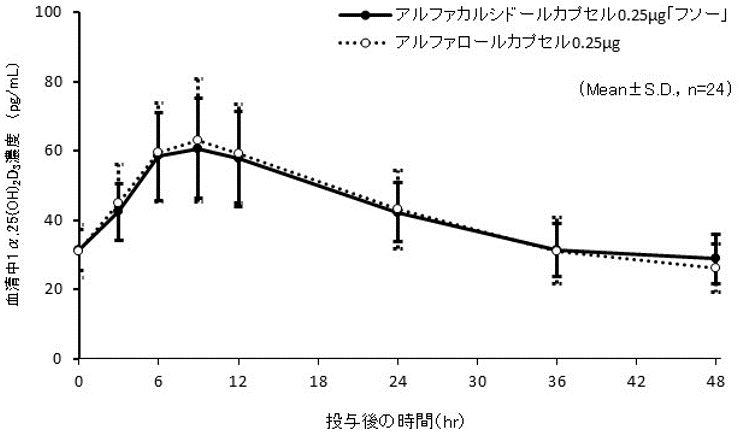 アルファカルシドールカプセル0.25μg「フソー」
アルファロールカプセル0.25μg
(Mean±S.D., n=24)
血清中1α,25(OH)₂D₃濃度 (pg/mL)
100
80
60
40
20
0
0 6 12 18 24 30 36 42 48
投与後の時間(hr)